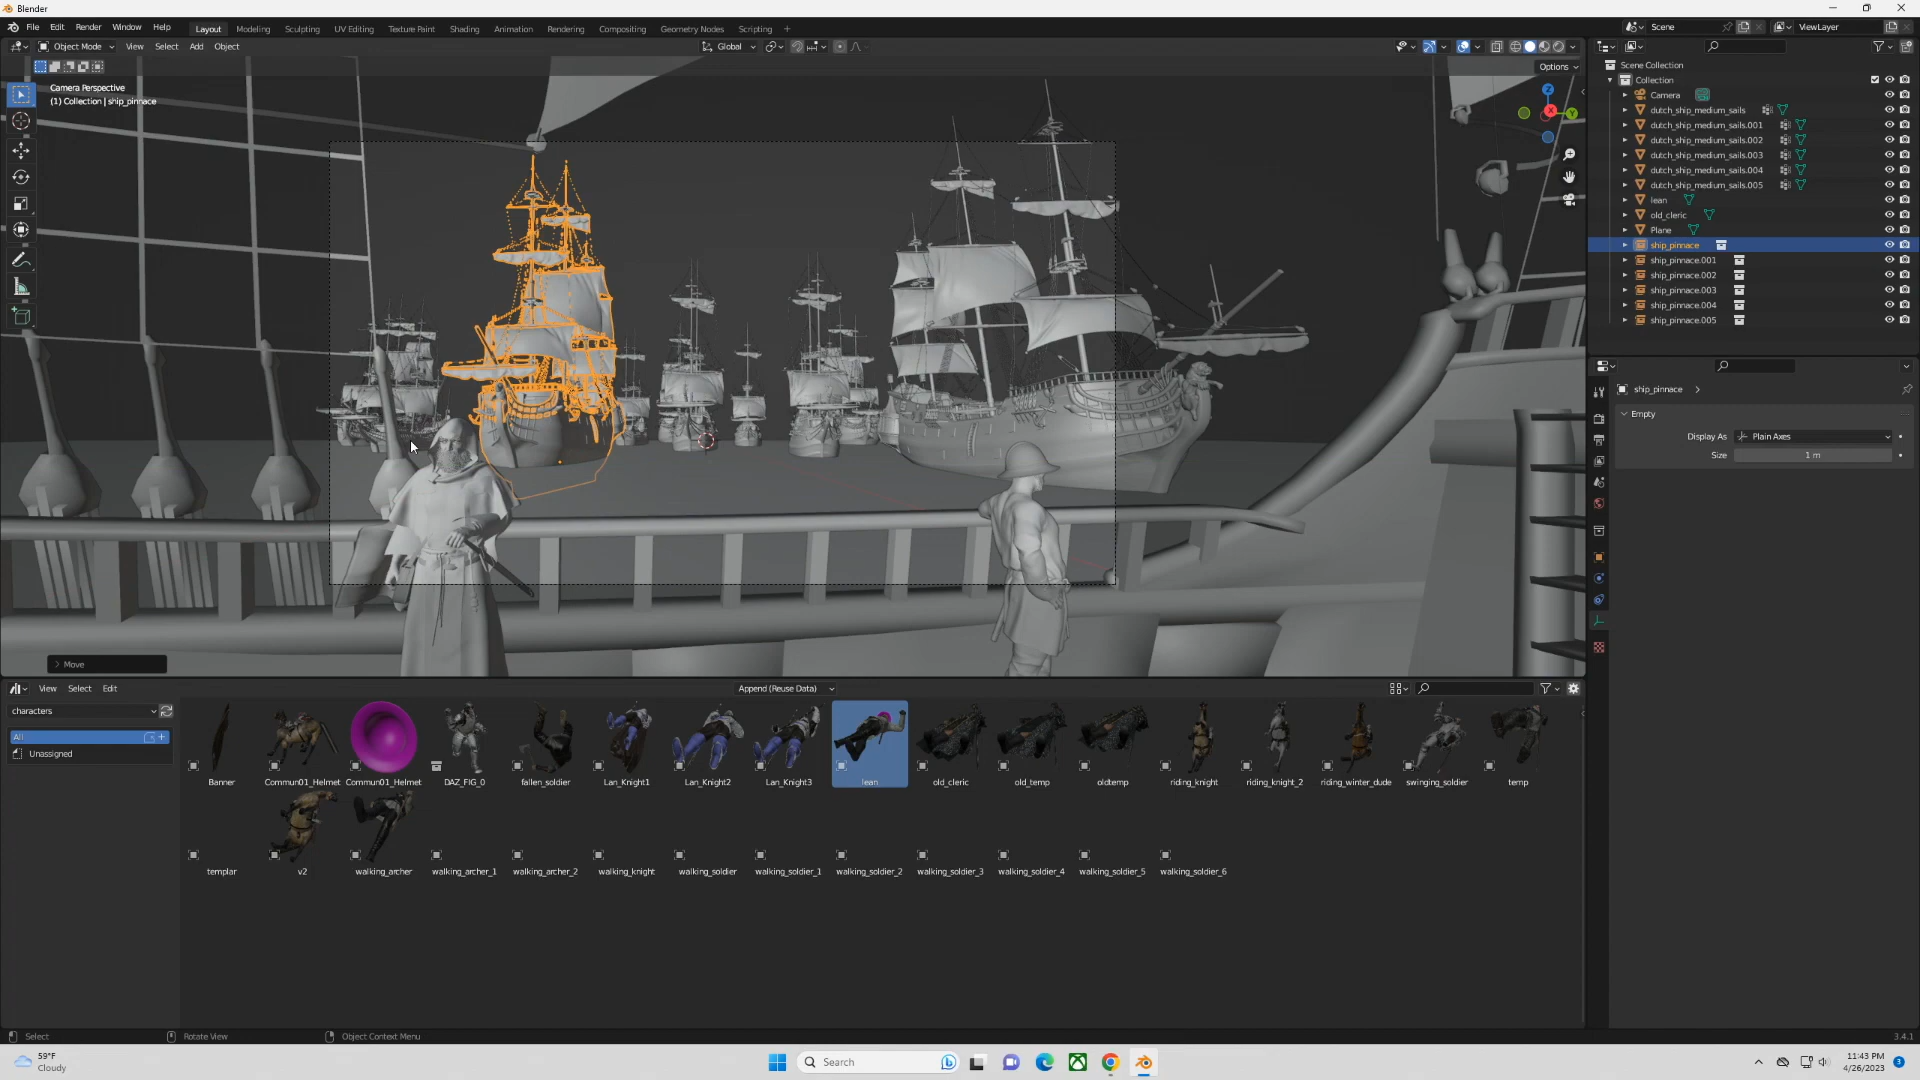 Blender
File Edit Render Window Help Layout Modeling Sculpting UV Editing Texture Paint Shading Animation Rendering Compositing Geometry Nodes Scripting + Scene ViewLayer
Object Mode View Select Add Object Global
Options
Camera Perspective
(1) Collection | ship_pinnace
Z
X
Y
Move
Scene Collection
Collection
Camera
dutch_ship_medium_sails
dutch_ship_medium_sails.001
dutch_ship_medium_sails.002
dutch_ship_medium_sails.003
dutch_ship_medium_sails.004
dutch_ship_medium_sails.005
lean
old_cleric
Plane
ship_pinnace
ship_pinnace.001
ship_pinnace.002
ship_pinnace.003
ship_pinnace.004
ship_pinnace.005
ship_pinnace
Empty
Display As Plain Axes
Size 1 m
View Select Edit Append (Reuse Data)
characters
All
Unassigned
Banner Commun01_Helmet Commun01_Helmet DAZ_FIG_0 fallen_soldier Lan_Knight1 Lan_Knight2 Lan_Knight3 lean old_cleric old_temp oldtemp riding_knight riding_knight_2 riding_winter_dude swinging_soldier temp
templar v2 walking_archer walking_archer_1 walking_archer_2 walking_knight walking_soldier walking_soldier_1 walking_soldier_2 walking_soldier_3 walking_soldier_4 walking_soldier_5 walking_soldier_6
Select Rotate View Object Context Menu 3.4.1
59°F
Cloudy
Search
11:43 PM
4/26/2023
3